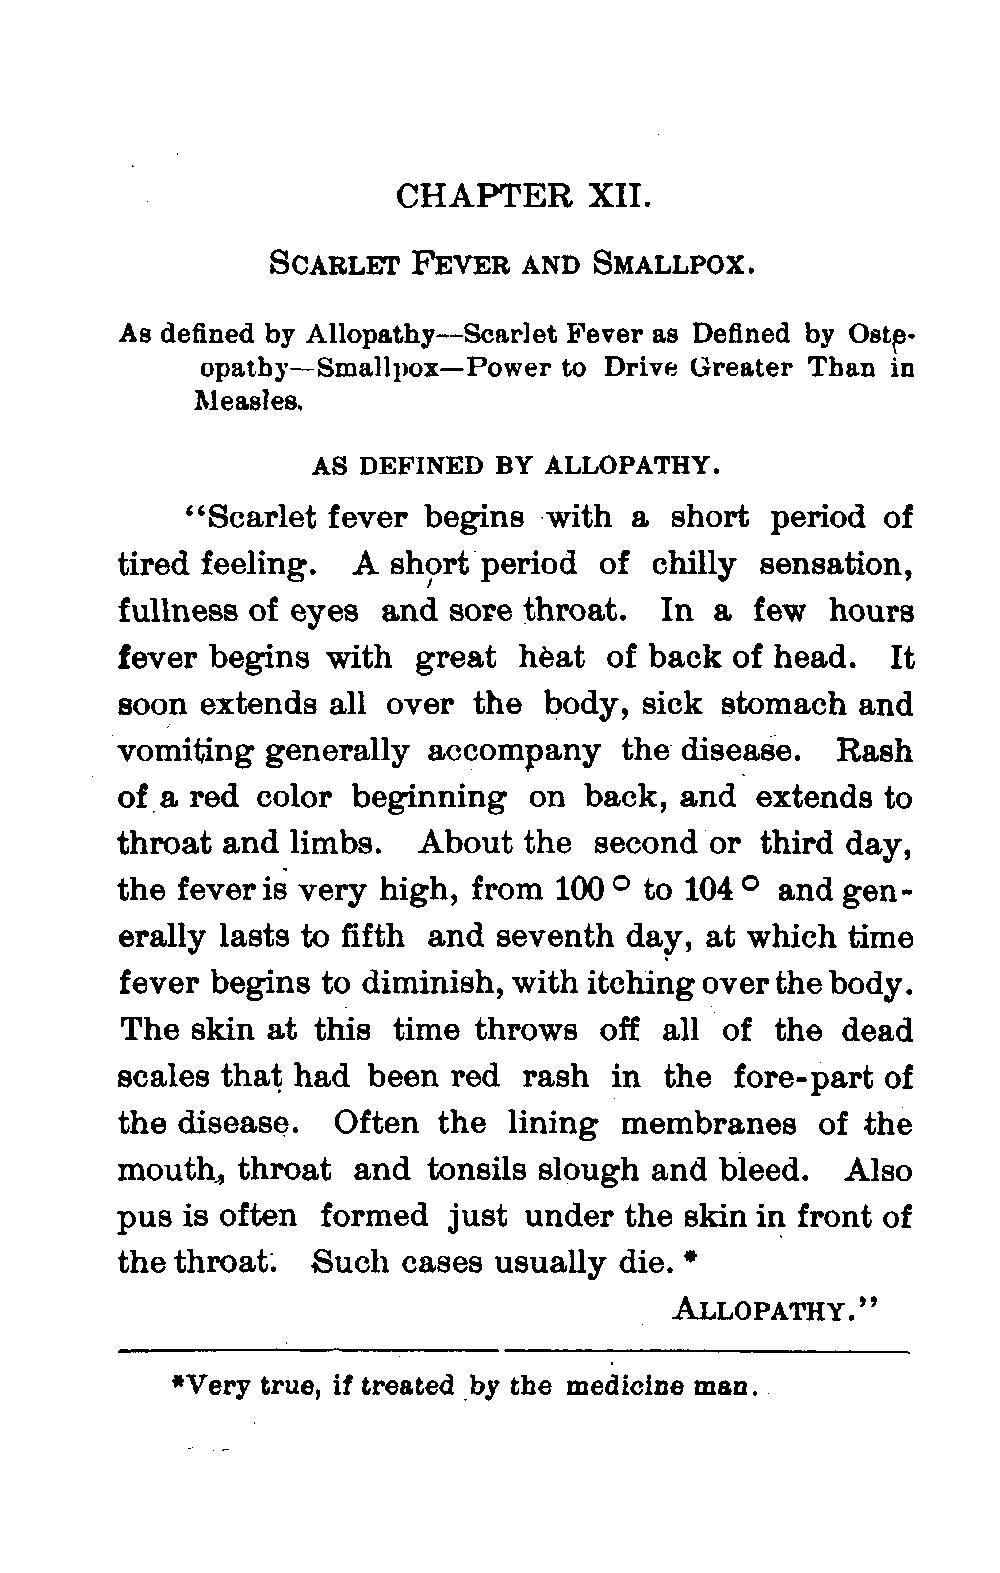 CHAPTER XII.
SCARLET FEVER AND SMALLPOX.
As defined by Allopathy—Scarlet Fever as Defined by Oste-
opathy—Smallpox—Power to Drive Greater Than in
Measles.
AS DEFINED BY ALLOPATHY.
“Scarlet fever begins with a short period of
tired feeling. A short period of chilly sensation,
fullness of eyes and sore throat. In a few hours
fever begins with great heat of back of head. It
soon extends all over the body, sick stomach and
vomiting generally accompany the disease. Rash
of a red color beginning on back, and extends to
throat and limbs. About the second or third day,
the fever is very high, from 100° to 104° and gen-
erally lasts to fifth and seventh day, at which time
fever begins to diminish, with itching over the body.
The skin at this time throws off all of the dead
scales that had been red rash in the fore-part of
the disease. Often the lining membranes of the
mouth, throat and tonsils slough and bleed. Also
pus is often formed just under the skin in front of
the throat. Such cases usually die.*
ALLOPATHY.”
*Very true, if treated by the medicine man.